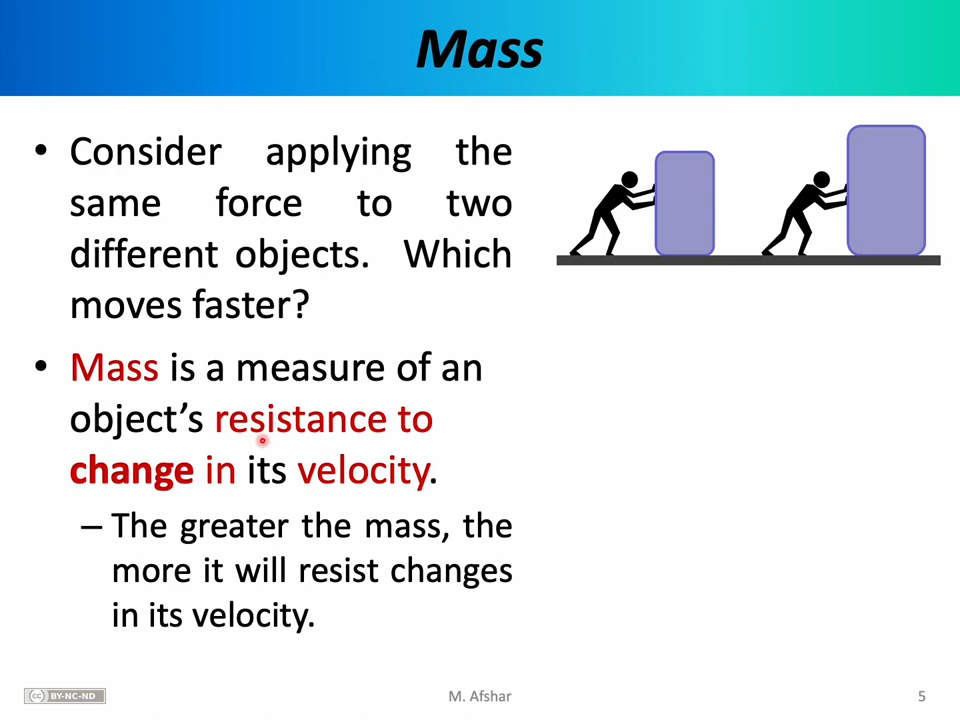 Mass
• Consider applying the
same force to two
different objects. Which
moves faster?
• Mass is a measure of an
object’s resistance to
change in its velocity.
– The greater the mass, the
more it will resist changes
in its velocity.
cc BY-NC-ND
M. Afshar
5